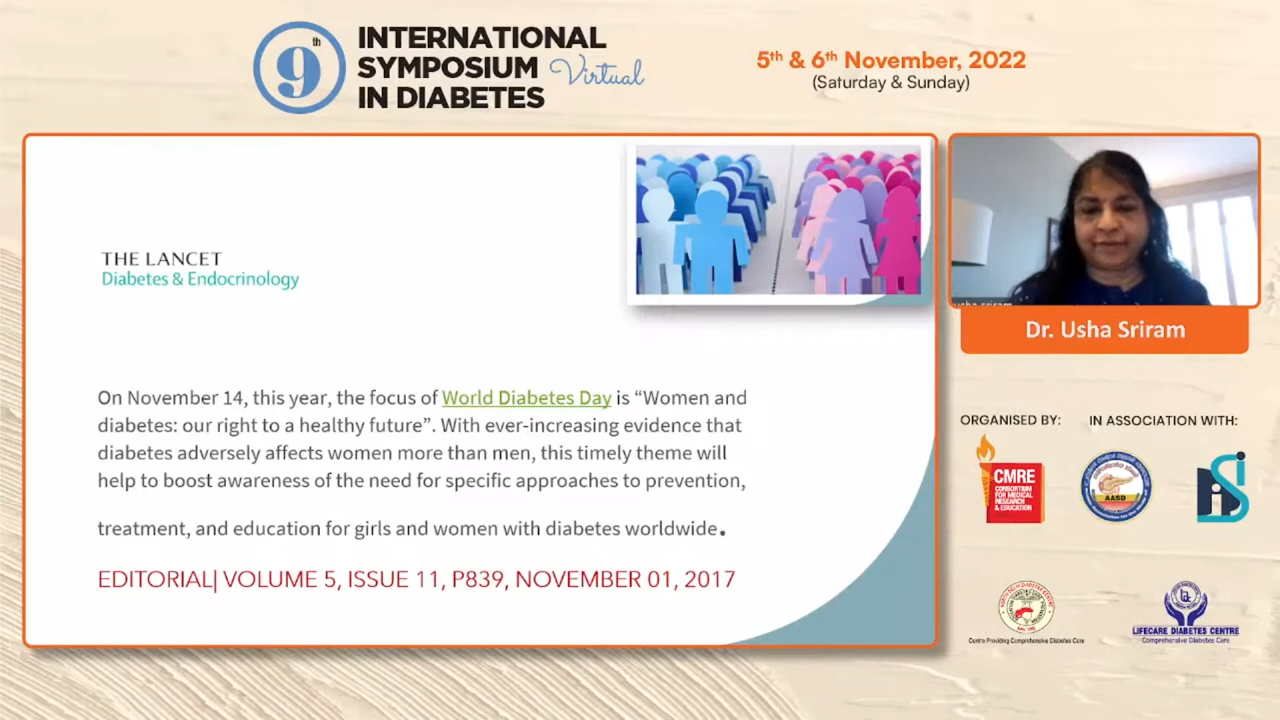 9th
INTERNATIONAL
SYMPOSIUM Virtual
IN DIABETES
5th & 6th November, 2022
(Saturday & Sunday)
THE LANCET
Diabetes & Endocrinology
On November 14, this year, the focus of World Diabetes Day is “Women and
diabetes: our right to a healthy future”. With ever-increasing evidence that
diabetes adversely affects women more than men, this timely theme will
help to boost awareness of the need for specific approaches to prevention,
treatment, and education for girls and women with diabetes worldwide.
EDITORIAL| VOLUME 5, ISSUE 11, P839, NOVEMBER 01, 2017
usha sriram
Dr. Usha Sriram
ORGANISED BY:
IN ASSOCIATION WITH:
CMRE
CONSORTIUM
FOR MEDICAL
RESEARCH
& EDUCATION
AASD
Centre Providing Comprehensive Diabetes Care
LIFECARE DIABETES CENTRE
Comprehensive Diabetes Care